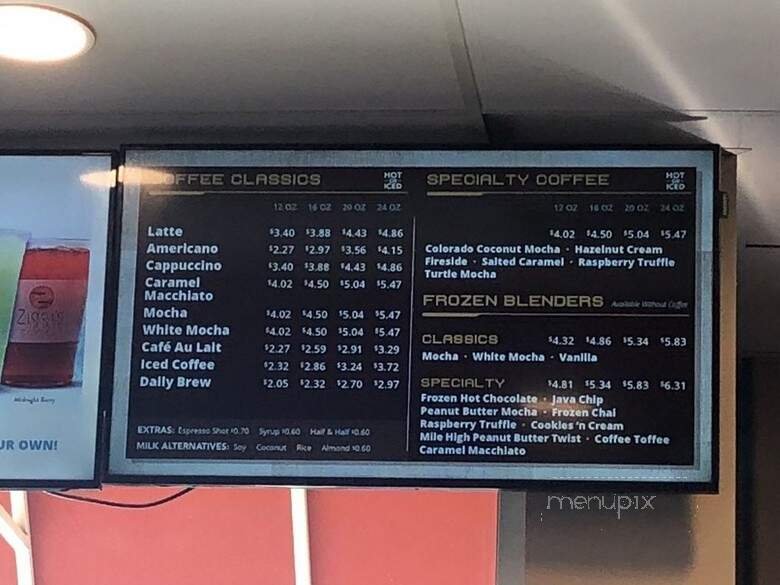 COFFEE CLASSICS
HOT
OR
ICED
12 OZ 16 OZ 20 OZ 24 OZ
Latte $3.40 $3.88 $4.43 $4.86
Americano $2.27 $2.97 $3.56 $4.15
Cappuccino $3.40 $3.88 $4.43 $4.86
Caramel
Macchiato $4.02 $4.50 $5.04 $5.47
Mocha $4.02 $4.50 $5.04 $5.47
White Mocha $4.02 $4.50 $5.04 $5.47
Café Au Lait $2.27 $2.59 $2.91 $3.29
Iced Coffee $2.32 $2.86 $3.24 $3.72
Daily Brew $2.05 $2.32 $2.70 $2.97
EXTRAS: Espresso Shot $0.70 Syrup $0.60 Half & Half $0.60
MILK ALTERNATIVES: Soy Coconut Rice Almond $0.60
SPECIALTY COFFEE
HOT
OR
ICED
12 OZ 16 OZ 20 OZ 24 OZ
$4.02 $4.50 $5.04 $5.47
Colorado Coconut Mocha · Hazelnut Cream
Fireside · Salted Caramel · Raspberry Truffle
Turtle Mocha
FROZEN BLENDERS Available Without Coffee
CLASSICS $4.32 $4.86 $5.34 $5.83
Mocha · White Mocha · Vanilla
SPECIALTY $4.81 $5.34 $5.83 $6.31
Frozen Hot Chocolate · Java Chip
Peanut Butter Mocha · Frozen Chai
Raspberry Truffle · Cookies 'n Cream
Mile High Peanut Butter Twist · Coffee Toffee
Caramel Macchiato
Ziggi's
Midnight Berry
UR OWN!
menupix